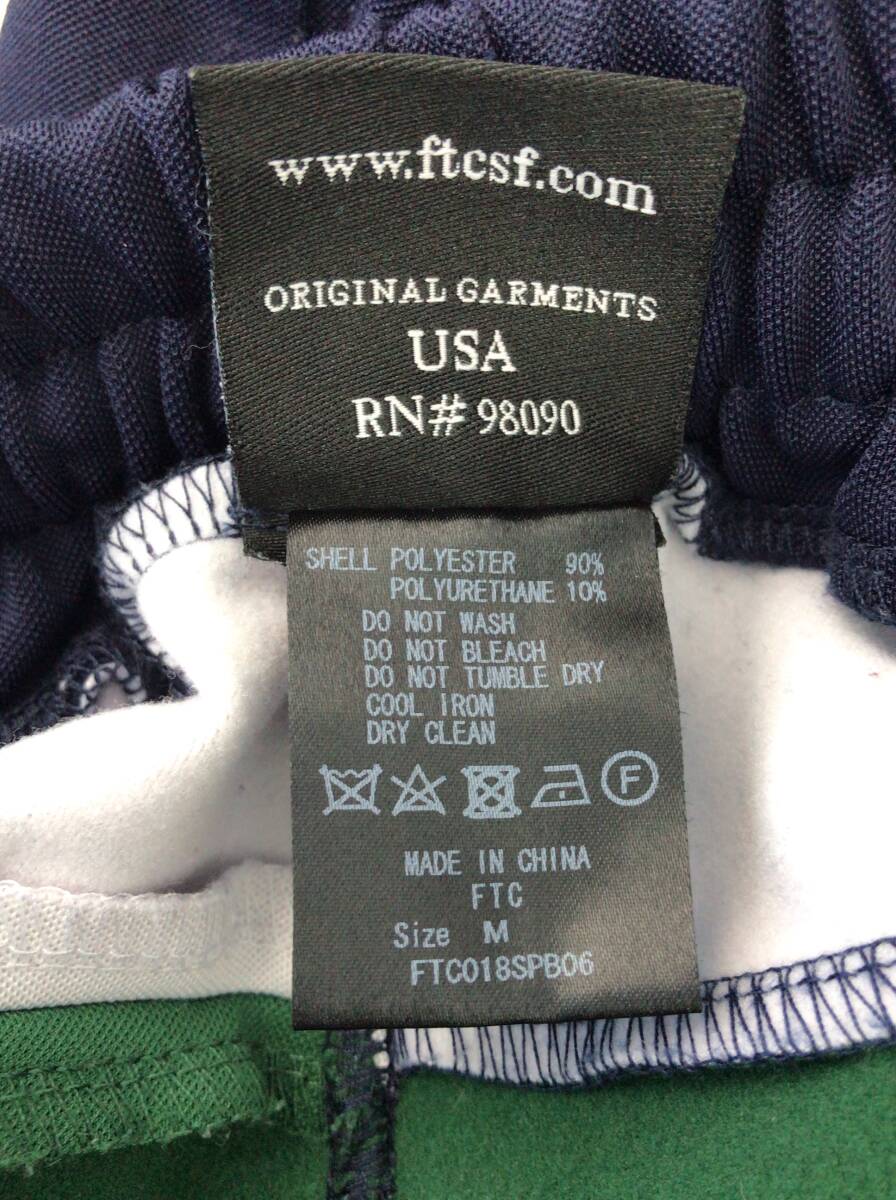 www.ftcsf.com
ORIGINAL GARMENTS
USA
RN# 98090
SHELL POLYESTER 90%
POLYURETHANE 10%
DO NOT WASH
DO NOT BLEACH
DO NOT TUMBLE DRY
COOL IRON
DRY CLEAN
F
MADE IN CHINA
FTC
Size M
FTC018SPB06